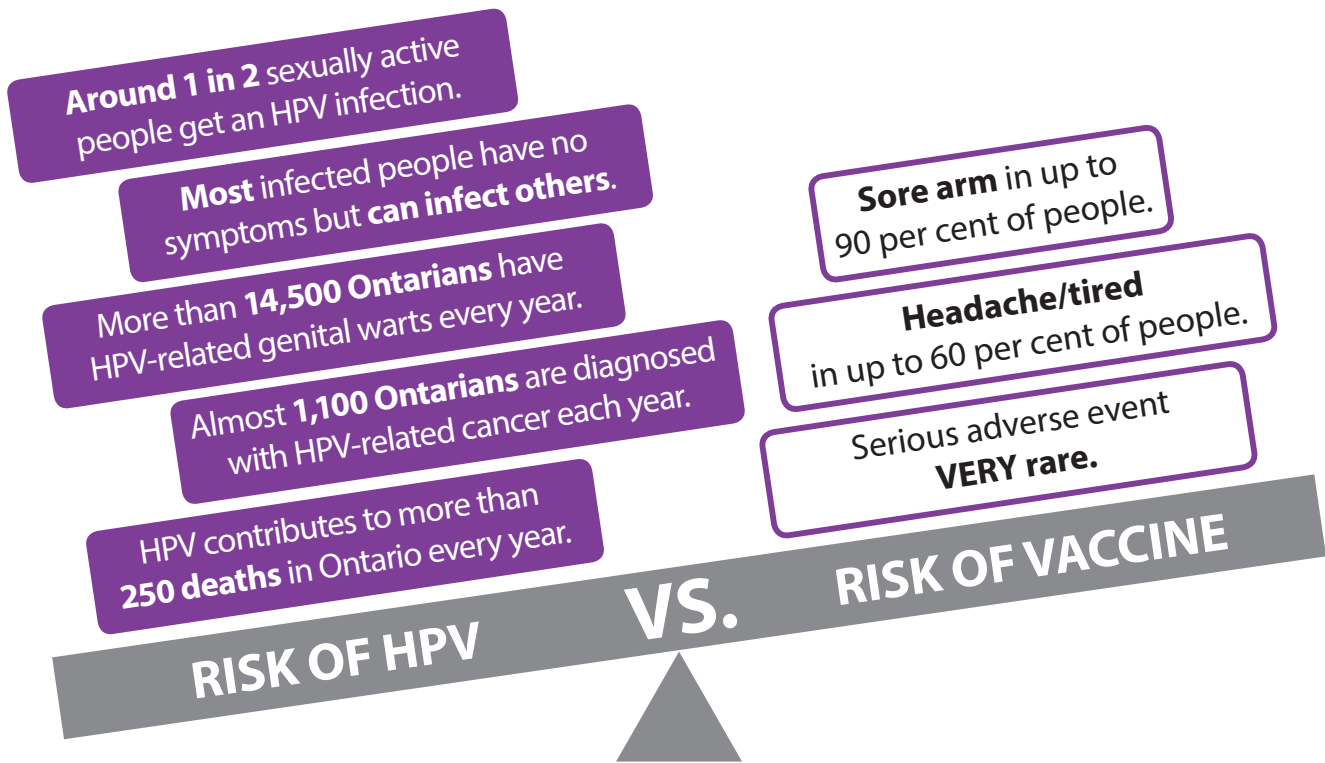 Around 1 in 2 sexually active
people get an HPV infection.
Most infected people have no
symptoms but can infect others.
More than 14,500 Ontarians have
HPV-related genital warts every year.
Almost 1,100 Ontarians are diagnosed
with HPV-related cancer each year.
HPV contributes to more than
250 deaths in Ontario every year.
Sore arm in up to
90 per cent of people.
Headache/tired
in up to 60 per cent of people.
Serious adverse event
VERY rare.
RISK OF HPV VS. RISK OF VACCINE